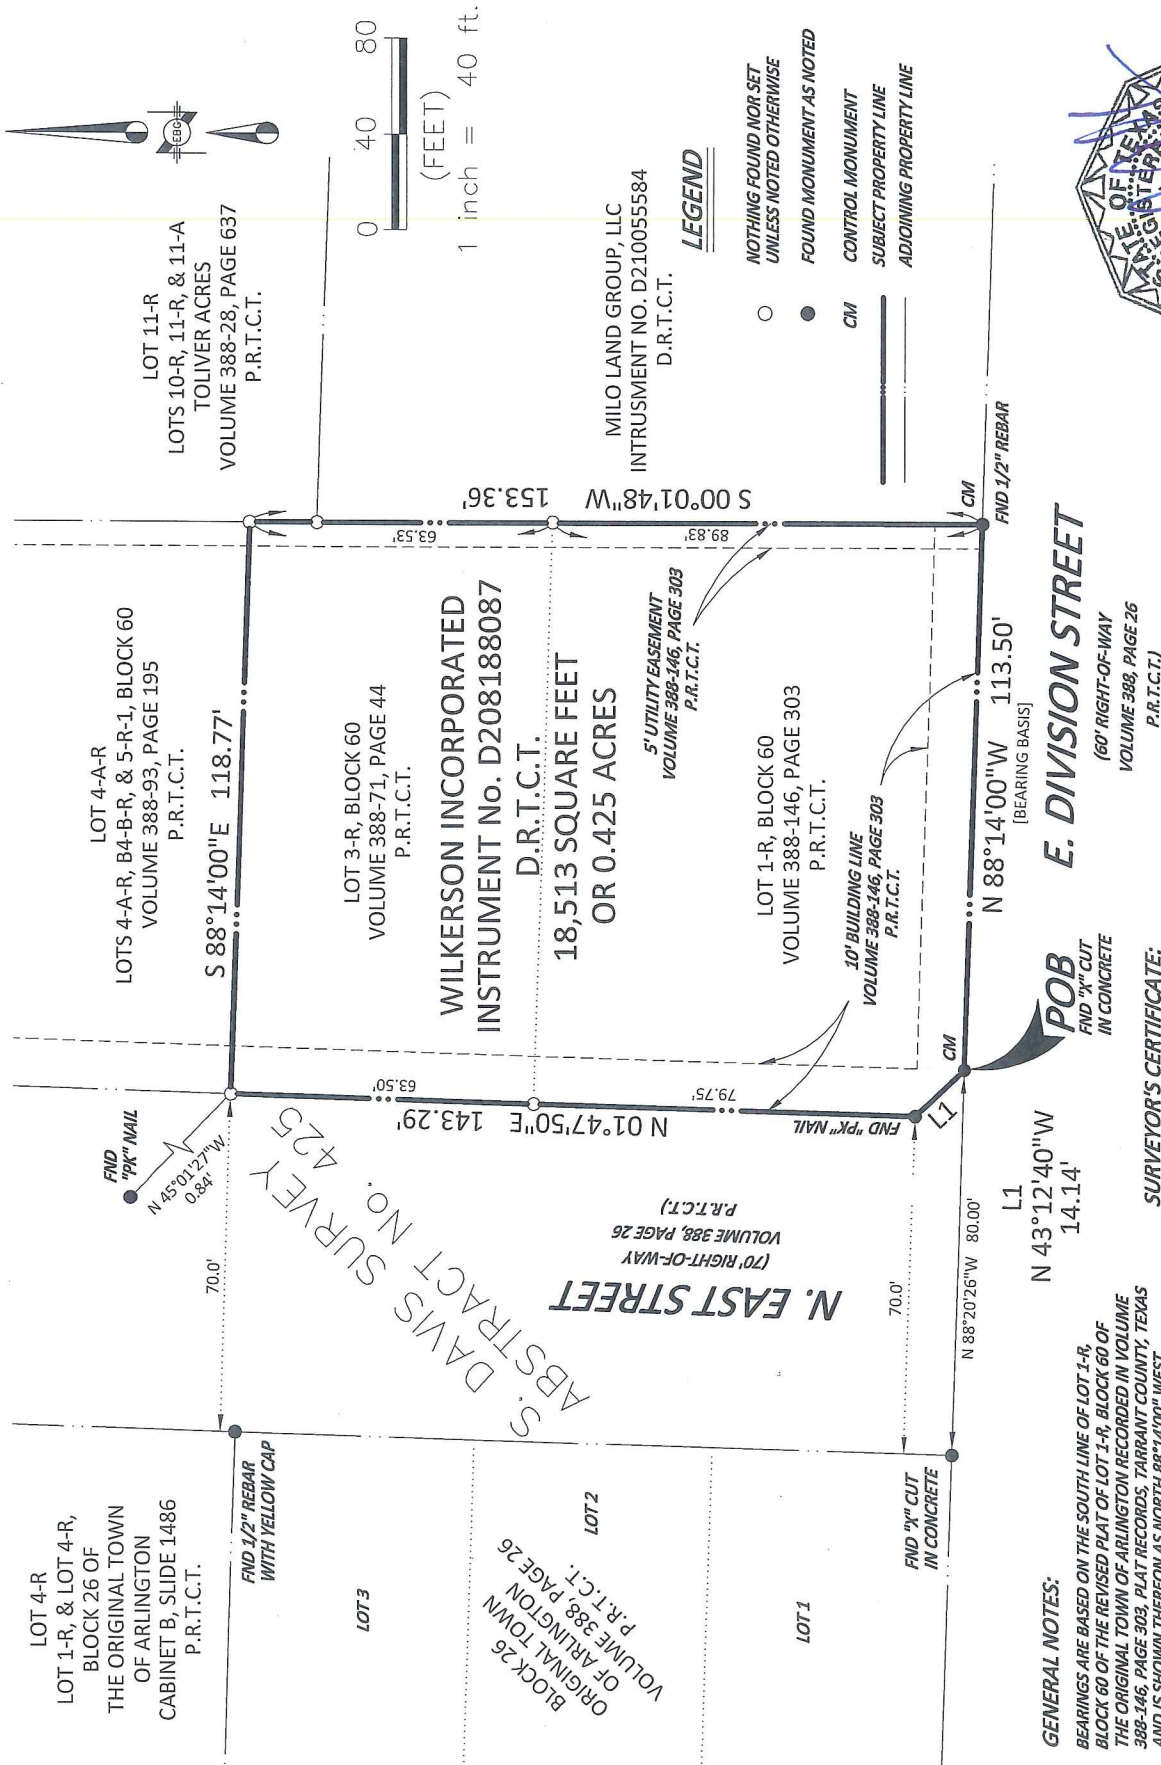 LOT 4-R
LOT 1-R, & LOT 4-R,
BLOCK 26 OF
THE ORIGINAL TOWN
OF ARLINGTON
CABINET B, SLIDE 1486
P.R.T.C.T.
FND 1/2" REBAR
WITH YELLOW CAP
70.0'
FND
"PK" NAIL
N 45°01'27"W
0.84'
LOT 4-A-R
LOTS 4-A-R, B4-B-R, & 5-R-1, BLOCK 60
VOLUME 388-93, PAGE 195
P.R.T.C.T.
S 88°14'00"E 118.77'
LOT 11-R
LOTS 10-R, 11-R, & 11-A
TOLIVER ACRES
VOLUME 388-28, PAGE 637
P.R.T.C.T.
EBG
0 40 80
(FEET)
1 inch = 40 ft.
LOT 3
LOT 2
BLOCK 26
ORIGINAL TOWN
OF ARLINGTON
VOLUME 388, PAGE 26
P.R.T.C.T.
LOT 1
S. DAVIS SURVEY
ABSTRACT No. 425
N. EAST STREET
(70' RIGHT-OF-WAY
VOLUME 388, PAGE 26
P.R.T.C.T.)
N 01°47'50"E 143.29'
63.50'
79.75'
FND "PK" NAIL
LOT 3-R, BLOCK 60
VOLUME 388-71, PAGE 44
P.R.T.C.T.
WILKERSON INCORPORATED
INSTRUMENT No. D208188087
D.R.T.C.T.
18,513 SQUARE FEET
OR 0.425 ACRES
LOT 1-R, BLOCK 60
VOLUME 388-146, PAGE 303
P.R.T.C.T.
5' UTILITY EASEMENT
VOLUME 388-146, PAGE 303
P.R.T.C.T.
10' BUILDING LINE
VOLUME 388-146, PAGE 303
P.R.T.C.T.
63.53'
89.83'
S 00°01'48"W 153.36'
MILO LAND GROUP, LLC
INTRUSMENT NO. D210055584
D.R.T.C.T.
LEGEND
NOTHING FOUND NOR SET
UNLESS NOTED OTHERWISE
FOUND MONUMENT AS NOTED
CM CONTROL MONUMENT
SUBJECT PROPERTY LINE
ADJOINING PROPERTY LINE
70.0'
FND "X" CUT
IN CONCRETE
N 88°20'26"W 80.00'
L1
CM
L1
N 43°12'40"W
14.14'
POB
FND "X" CUT
IN CONCRETE
N 88°14'00"W 113.50'
[BEARING BASIS]
CM
FND 1/2" REBAR
E. DIVISION STREET
(60' RIGHT-OF-WAY
VOLUME 388, PAGE 26
P.R.T.C.T.)
GENERAL NOTES:
BEARINGS ARE BASED ON THE SOUTH LINE OF LOT 1-R,
BLOCK 60 OF THE REVISED PLAT OF LOT 1-R, BLOCK 60 OF
THE ORIGINAL TOWN OF ARLINGTON RECORDED IN VOLUME
388-146, PAGE 303, PLAT RECORDS, TARRANT COUNTY, TEXAS
AND IS SHOWN THEREON AS NORTH 88°14'00" WEST
SURVEYOR'S CERTIFICATE:
STATE OF TEXAS